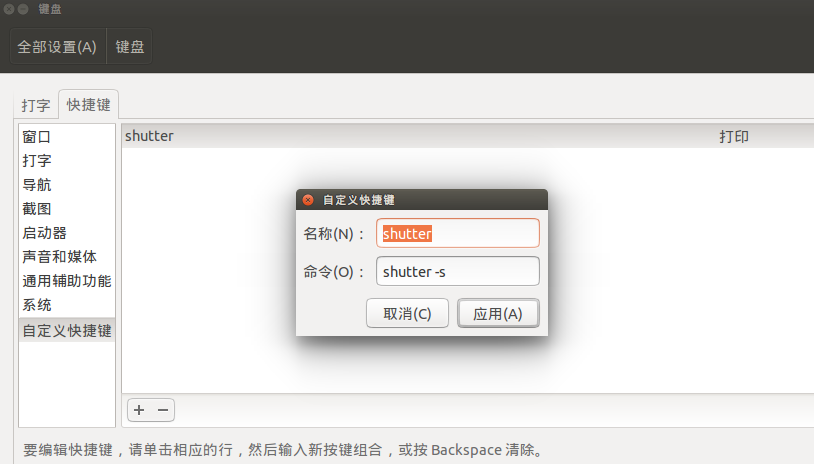 键盘
全部设置(A) 键盘
打字 快捷键
窗口
打字
导航
截图
启动器
声音和媒体
通用辅助功能
系统
自定义快捷键
shutter 打印
自定义快捷键
名称(N)： shutter
命令(O)： shutter -s
取消(C) 应用(A)
要编辑快捷键，请单击相应的行，然后输入新按键组合，或按 Backspace 清除。